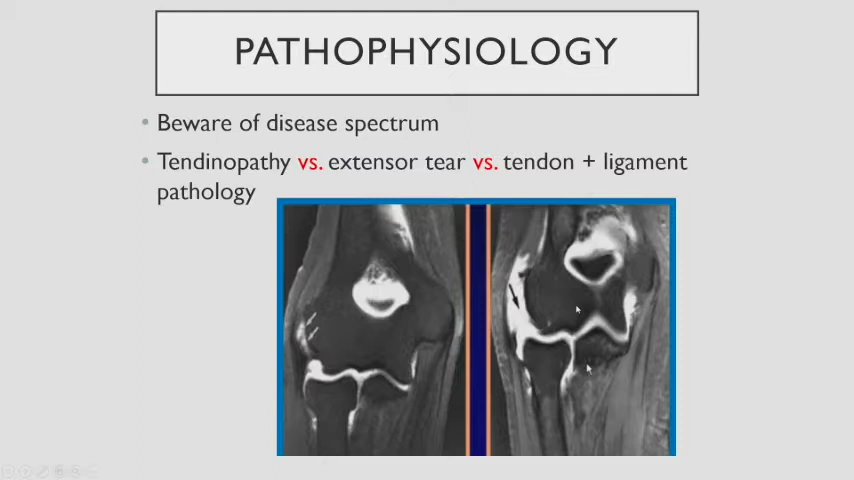 PATHOPHYSIOLOGY
• Beware of disease spectrum
• Tendinopathy vs. extensor tear vs. tendon + ligament
pathology